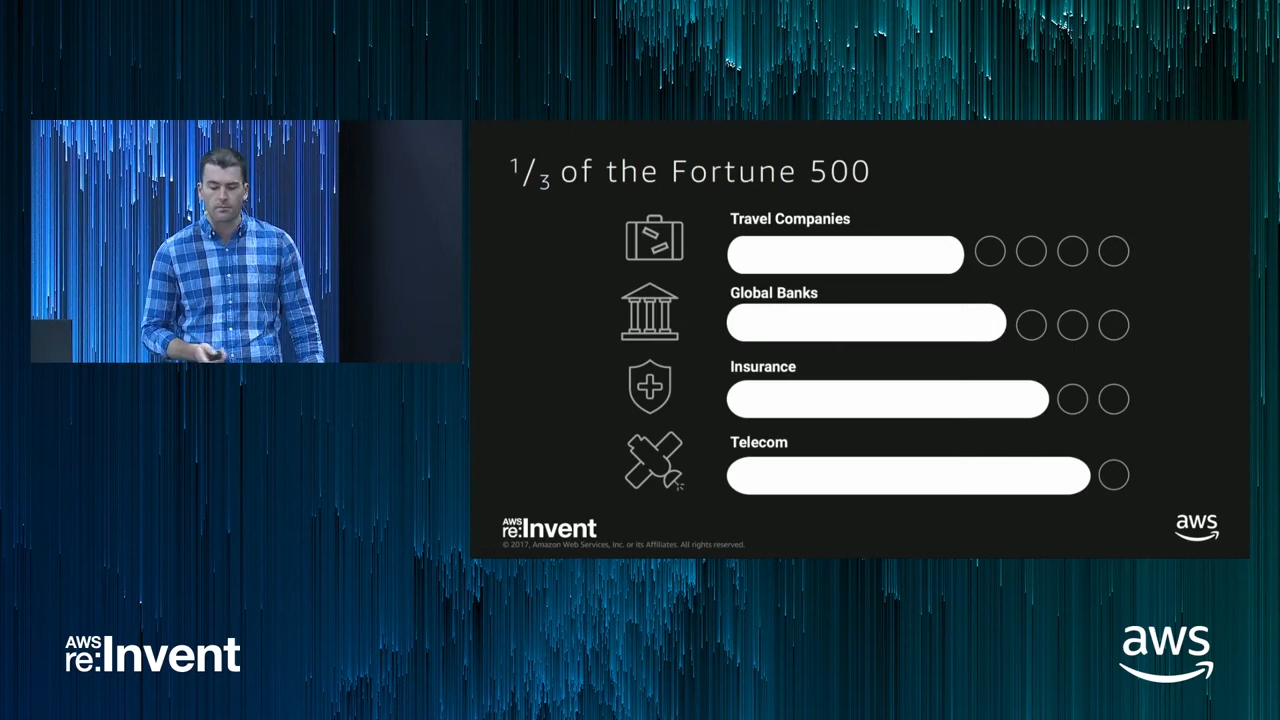 1/3 of the Fortune 500
Travel Companies
Global Banks
Insurance
Telecom
AWS
re:Invent
© 2017, Amazon Web Services, Inc. or its Affiliates. All rights reserved.
aws
AWS
re:Invent
aws